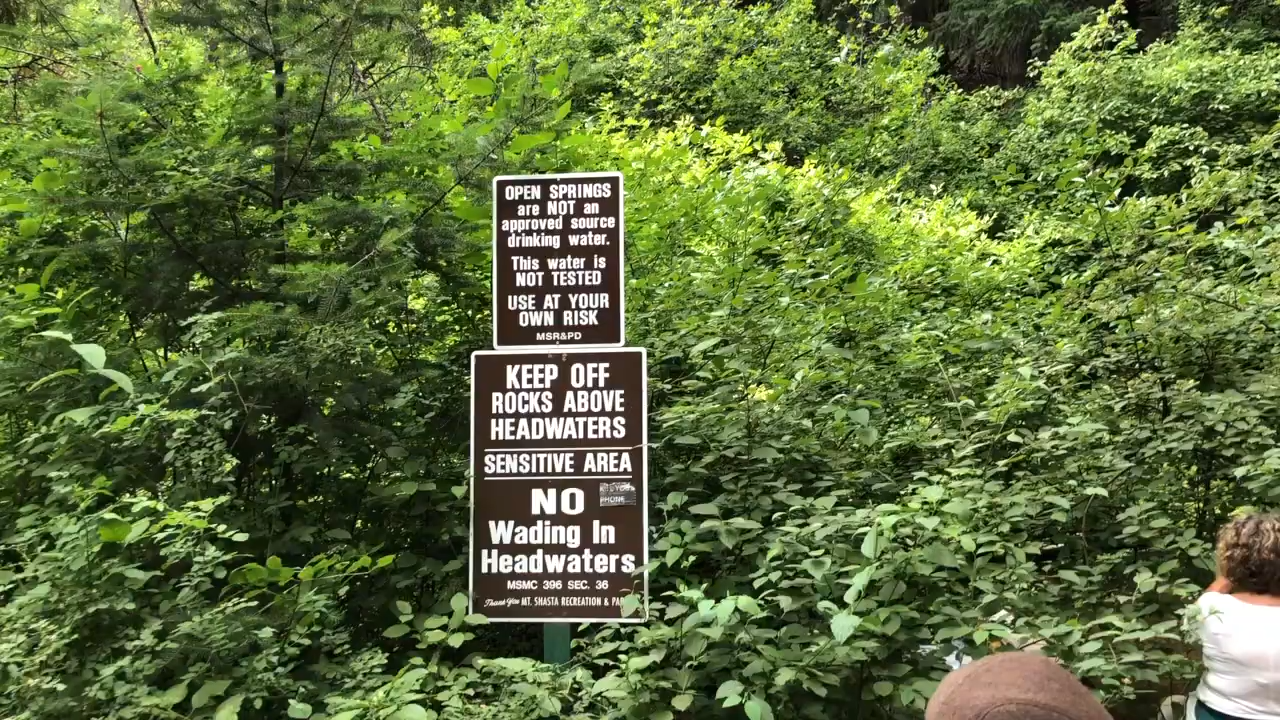 OPEN SPRINGS
are NOT an
approved source
drinking water.
This water is
NOT TESTED
USE AT YOUR
OWN RISK
MSR&PD
KEEP OFF
ROCKS ABOVE
HEADWATERS
SENSITIVE AREA
NO
PHONE
Wading In
Headwaters
MSMC 396 SEC. 36
Thank You MT. SHASTA RECREATION &